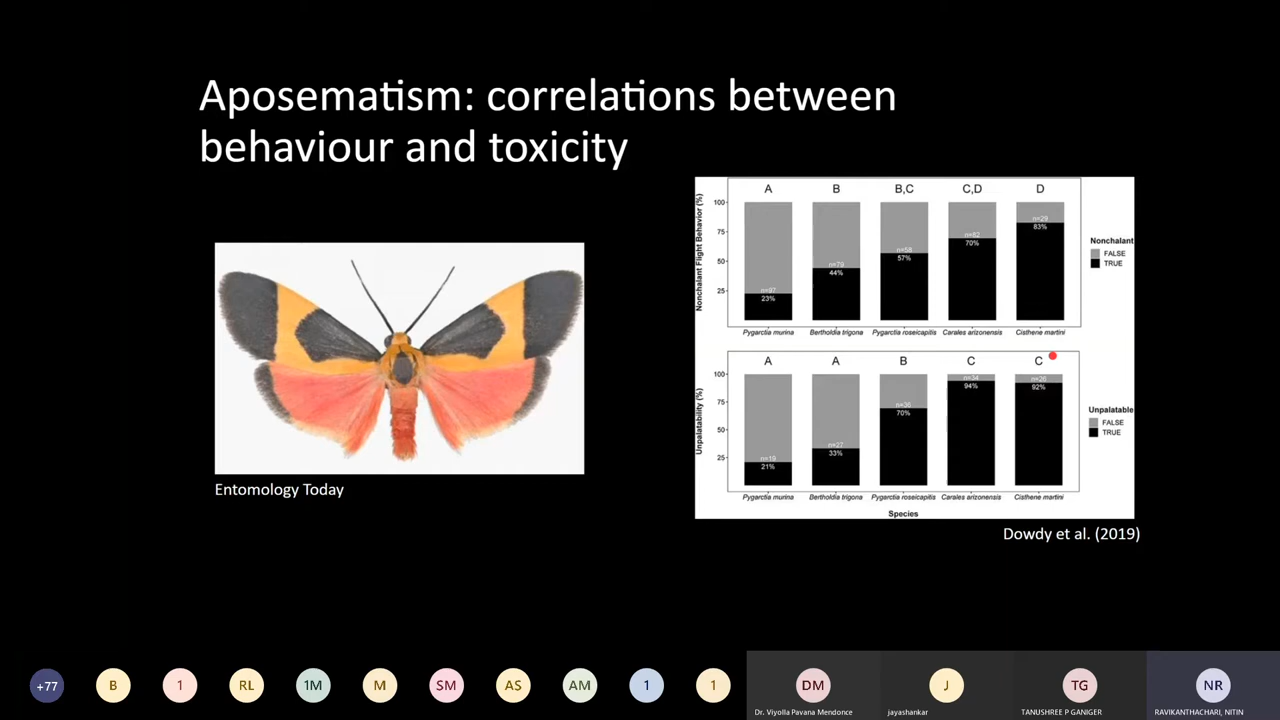 Aposematism: correlations between
behaviour and toxicity
Entomology Today
Nonchalant Flight Behavior (%)
100
75
50
25
A
B
B,C
C,D
D
n=97
23%
n=79
44%
n=58
57%
n=82
70%
n=29
83%
Pygarctia murina
Bertholdia trigona
Pygarctia roseicapitis
Carales arizonensis
Cisthene martini
Nonchalant
FALSE
TRUE
Unpalatability (%)
100
75
50
25
A
A
B
C
C
n=19
21%
n=27
33%
n=36
70%
n=34
94%
n=26
92%
Pygarctia murina
Bertholdia trigona
Pygarctia roseicapitis
Carales arizonensis
Cisthene martini
Species
Unpalatable
FALSE
TRUE
Dowdy et al. (2019)
+77
B
1
RL
1M
M
SM
AS
AM
1
1
DM
J
TG
NR
Dr. Viyolla Pavana Mendonce
jayashankar
TANUSHREE P GANIGER
RAVIKANTHACHARI, NITIN